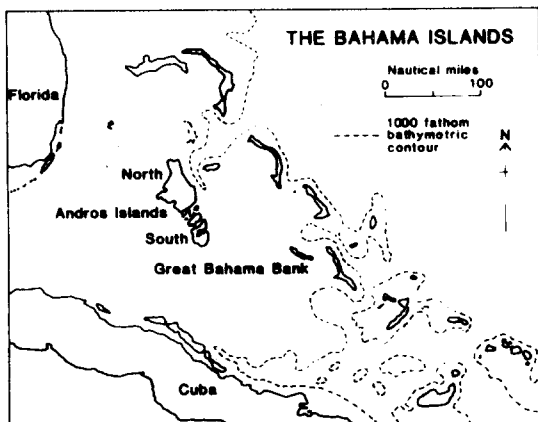 THE BAHAMA ISLANDS
Nautical miles
0 100
Florida
1000 fathom
bathymetric
contour
N
North
Andros Islands
South
Great Bahama Bank
Cuba